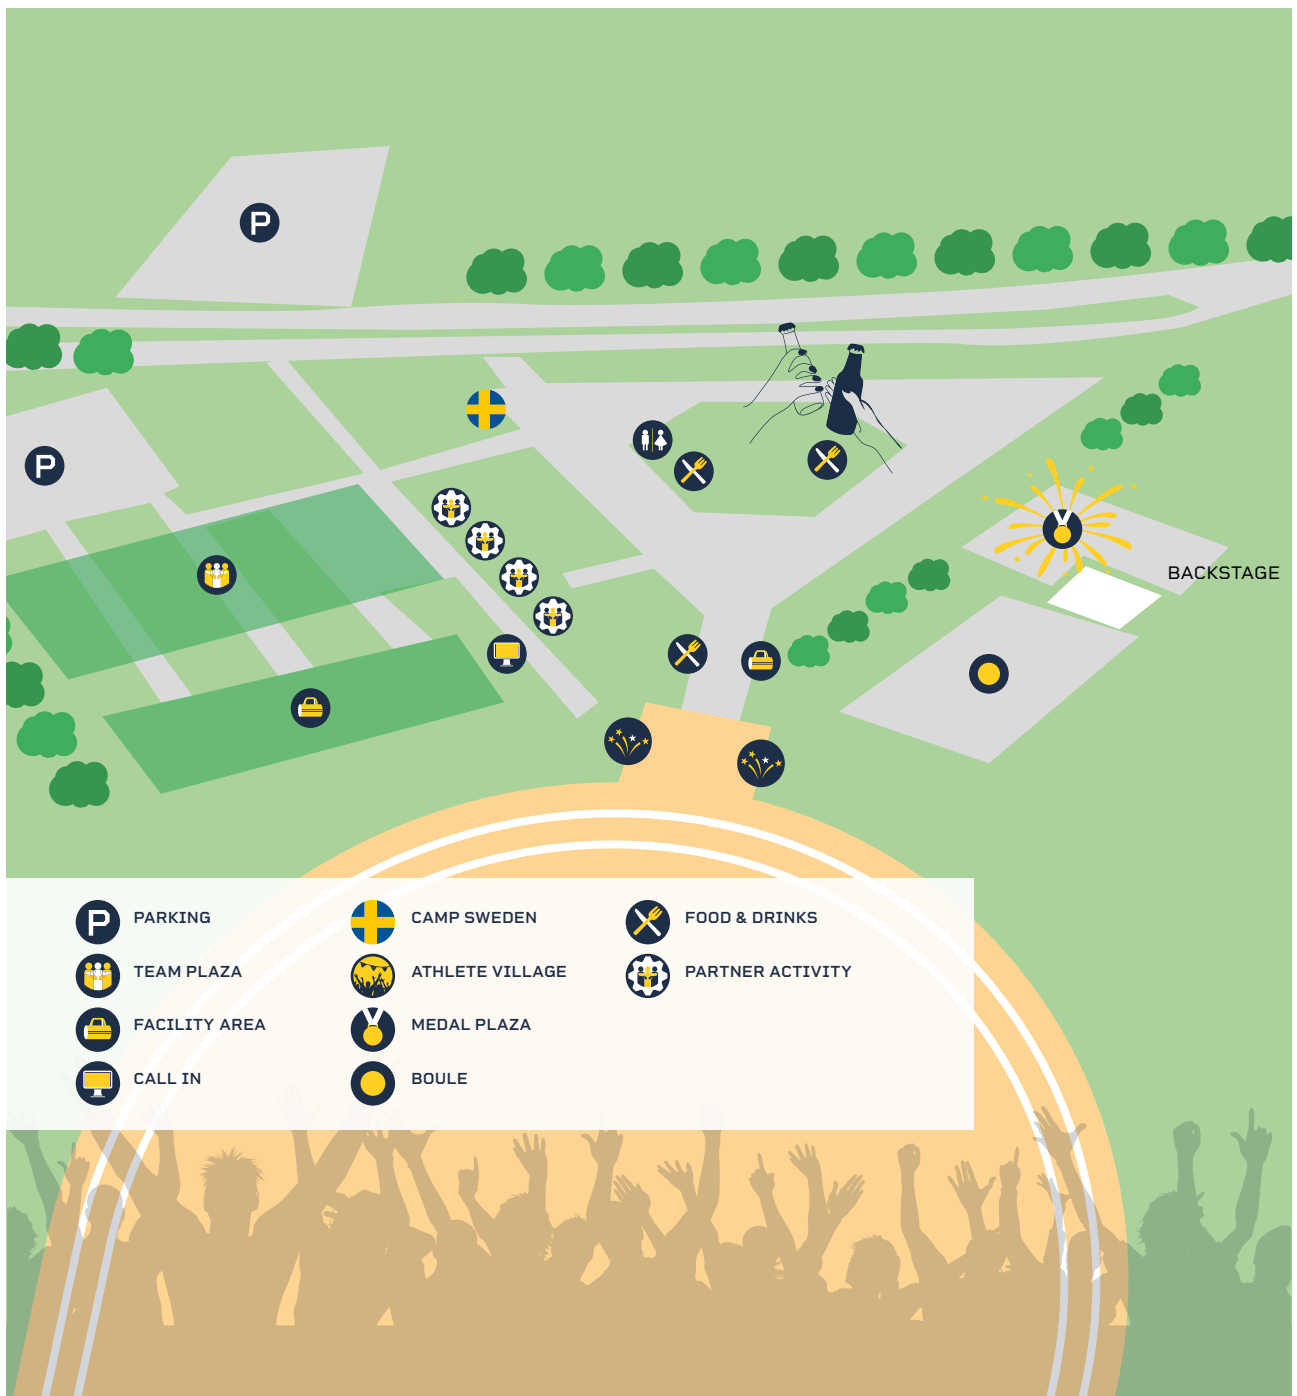 P
P
BACKSTAGE
P PARKING
CAMP SWEDEN
FOOD & DRINKS
TEAM PLAZA
ATHLETE VILLAGE
PARTNER ACTIVITY
FACILITY AREA
MEDAL PLAZA
CALL IN
BOULE